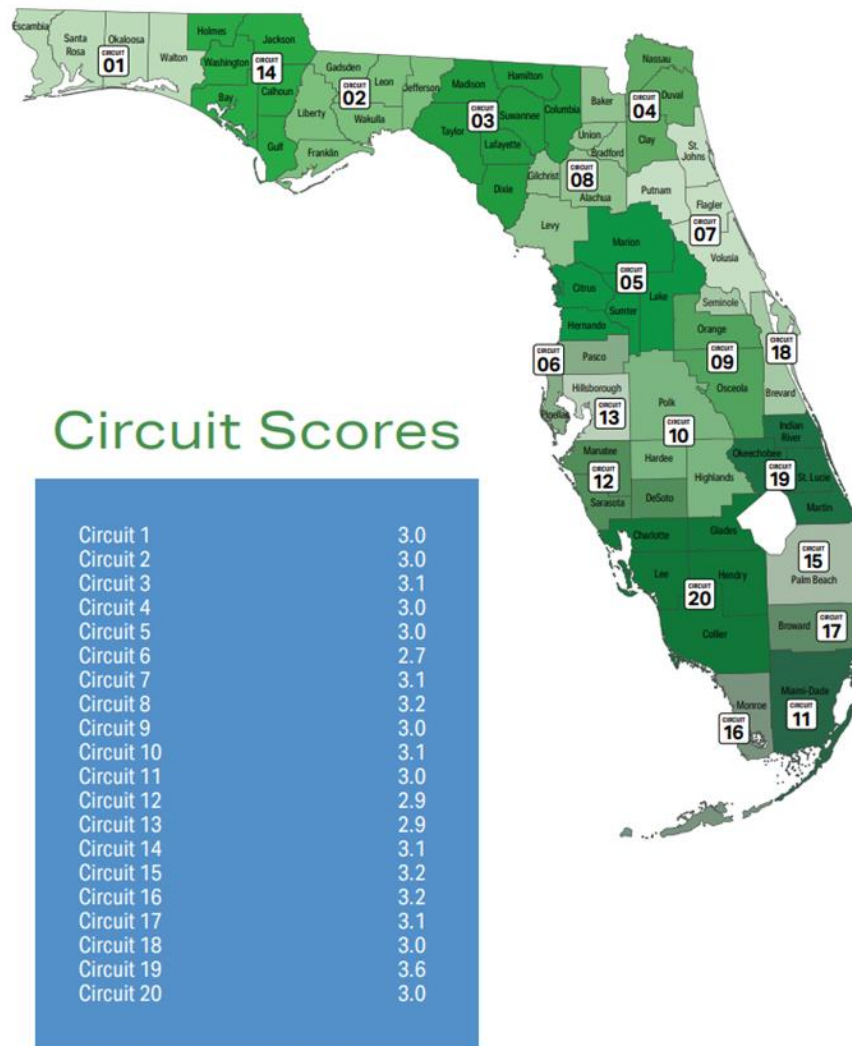 Escambia
Santa
Rosa
Okaloosa
Walton
CIRCUIT
01
Holmes
Jackson
Washington
CIRCUIT
14
Bay
Calhoun
Gulf
Gadsden
CIRCUIT
02
Leon
Jefferson
Liberty
Wakulla
Franklin
Madison
Hamilton
CIRCUIT
03
Suwannee
Columbia
Taylor
Lafayette
Dixie
Baker
Union
Bradford
Gilchrist
CIRCUIT
08
Alachua
Levy
Nassau
CIRCUIT
04
Duval
Clay
St.
Johns
Putnam
Flagler
CIRCUIT
07
Volusia
Marion
CIRCUIT
05
Citrus
Lake
Sumter
Hernando
Seminole
Orange
CIRCUIT
09
Osceola
CIRCUIT
18
Brevard
CIRCUIT
06
Pasco
Pinellas
Hillsborough
CIRCUIT
13
Polk
CIRCUIT
10
Hardee
Highlands
Manatee
CIRCUIT
12
Sarasota
DeSoto
Indian
River
Okeechobee
CIRCUIT
19
St. Lucie
Martin
Charlotte
Glades
Lee
Hendry
CIRCUIT
20
Collier
CIRCUIT
15
Palm Beach
Broward
CIRCUIT
17
Miami-Dade
CIRCUIT
11
Monroe
CIRCUIT
16
Circuit Scores
Circuit 1 3.0
Circuit 2 3.0
Circuit 3 3.1
Circuit 4 3.0
Circuit 5 3.0
Circuit 6 2.7
Circuit 7 3.1
Circuit 8 3.2
Circuit 9 3.0
Circuit 10 3.1
Circuit 11 3.0
Circuit 12 2.9
Circuit 13 2.9
Circuit 14 3.1
Circuit 15 3.2
Circuit 16 3.2
Circuit 17 3.1
Circuit 18 3.0
Circuit 19 3.6
Circuit 20 3.0